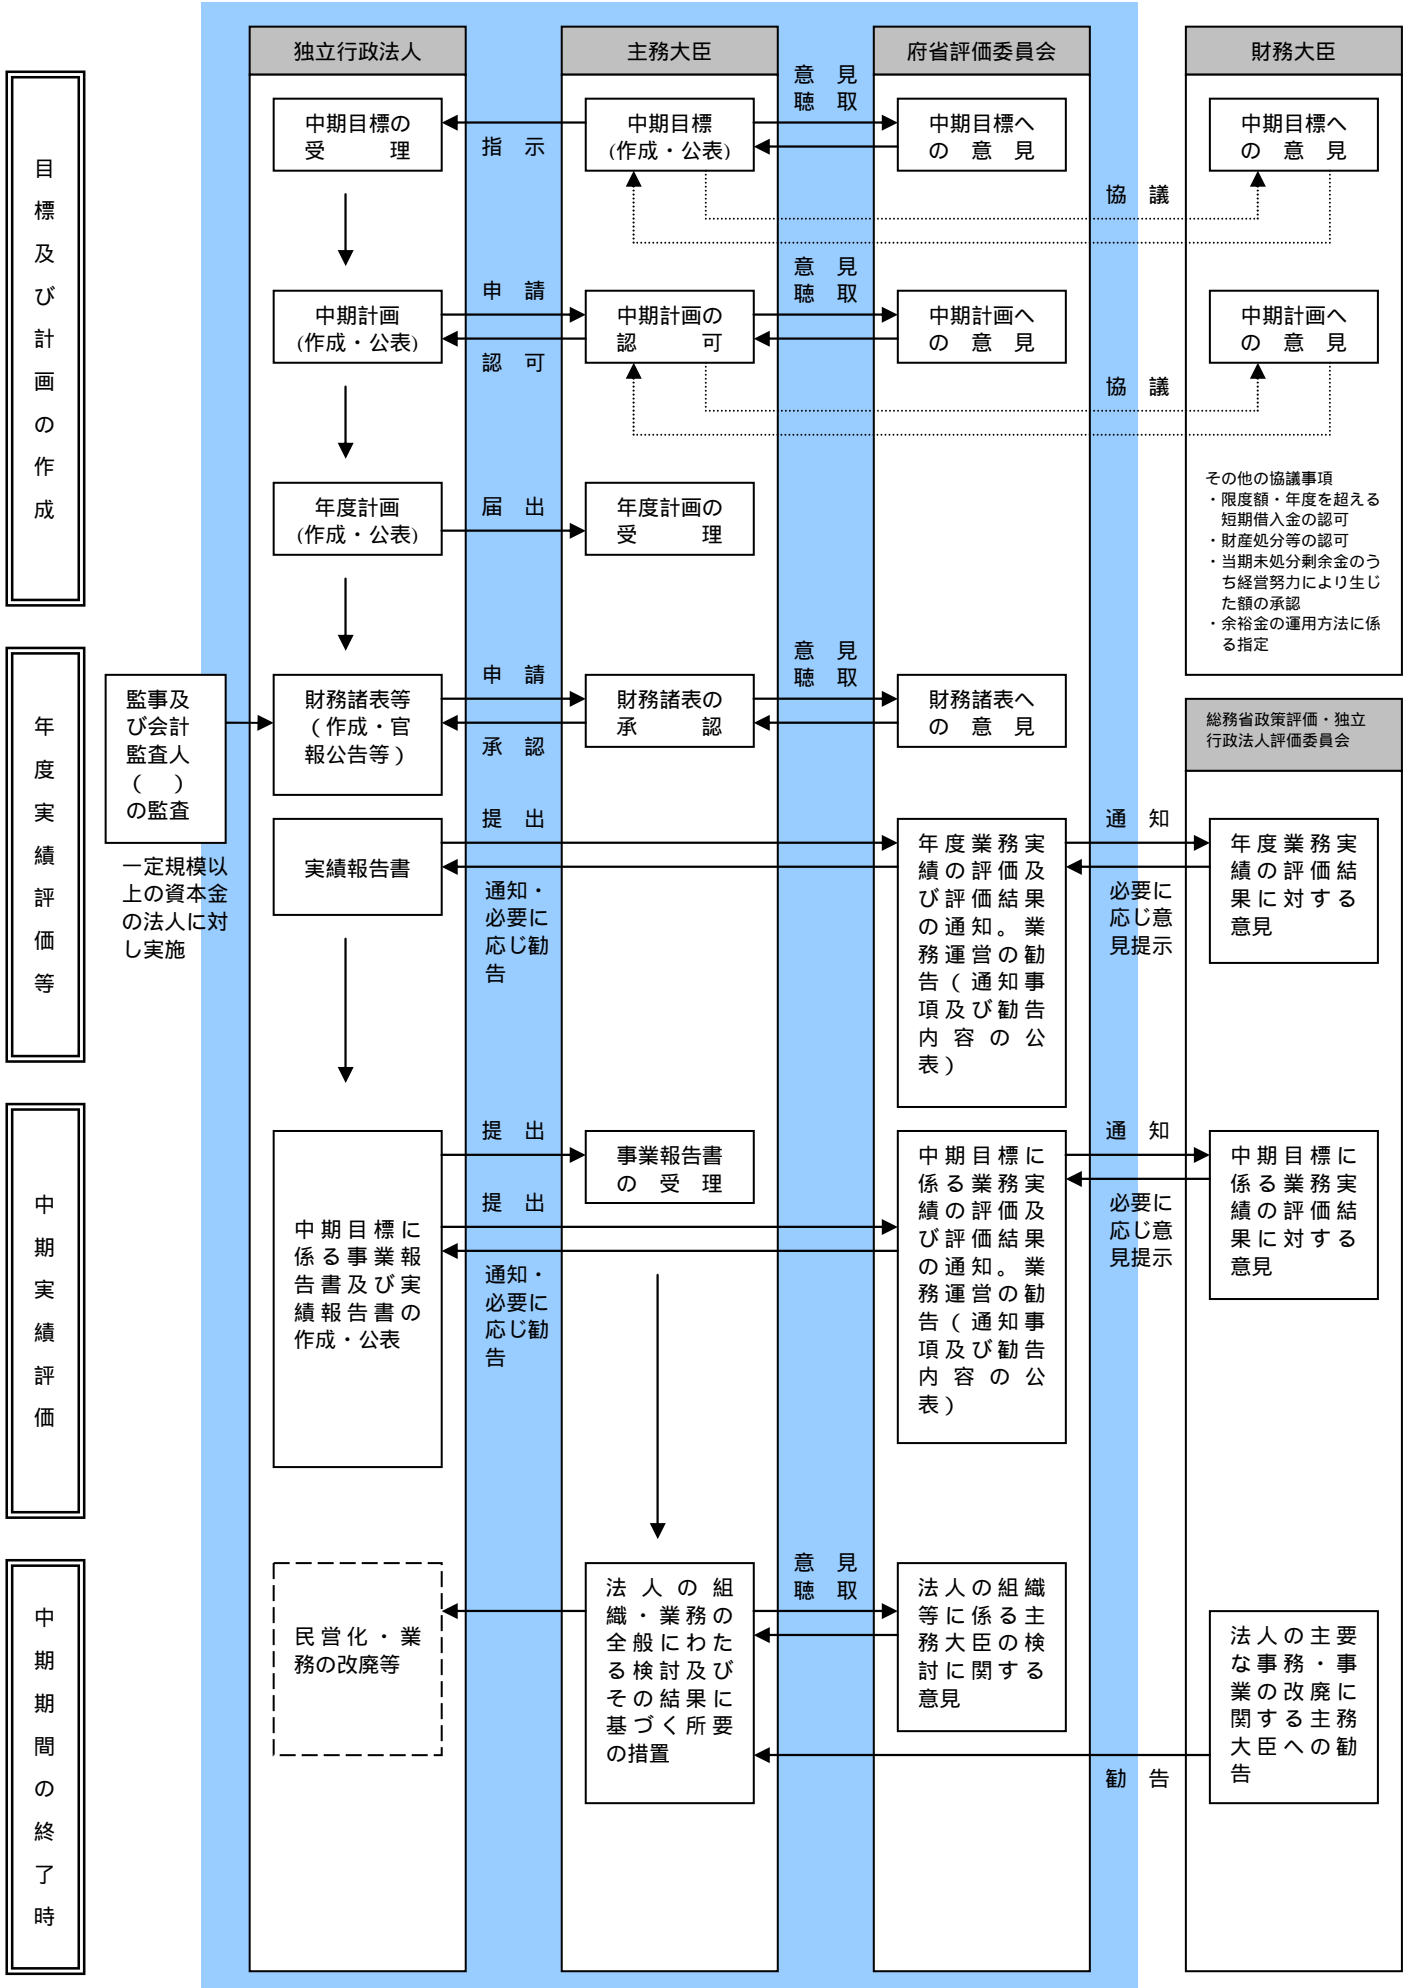 独立行政法人
主務大臣
府省評価委員会
財務大臣
目標及び計画の作成
中期目標の
受理
指示
中期目標
(作成・公表)
意見
聴取
中期目標へ
の意見
協議
中期目標へ
の意見
中期計画
(作成・公表)
申請
認可
中期計画の
認可
意見
聴取
中期計画へ
の意見
協議
中期計画へ
の意見
年度計画
(作成・公表)
届出
年度計画の
受理
その他の協議事項
・限度額・年度を超える
短期借入金の認可
・財産処分等の認可
・当期未処分剰余金のう
ち経営努力により生じ
た額の承認
・余裕金の運用方法に係
る指定
年度実績評価等
監事及
び会計
監査人
( )
の監査
一定規模以
上の資本金
の法人に対
し実施
財務諸表等
(作成・官
報公告等)
申請
承認
財務諸表の
承認
意見
聴取
財務諸表へ
の意見
総務省政策評価・独立
行政法人評価委員会
実績報告書
提出
通知・
必要に
応じ勧
告
年度業務実
績の評価及
び評価結果
の通知。業
務運営の勧
告(通知事
項及び勧告
内容の公
表)
通知
必要に
応じ意
見提示
年度業務実
績の評価結
果に対する
意見
中期実績評価
中期目標に
係る事業報
告書及び実
績報告書の
作成・公表
提出
事業報告書
の受理
提出
通知・
必要に
応じ勧
告
中期目標に
係る業務実
績の評価及
び評価結果
の通知。業
務運営の勧
告(通知事
項及び勧告
内容の公
表)
通知
必要に
応じ意
見提示
中期目標に
係る業務実
績の評価結
果に対する
意見
中期期間の終了時
民営化・業
務の改廃等
法人の組
織・業務の
全般にわた
る検討及び
その結果に
基づく所要
の措置
意見
聴取
法人の組織
等に係る主
務大臣の検
討に関する
意見
勧告
法人の主要
な事務・事
業の改廃に
関する主務
大臣への勧
告